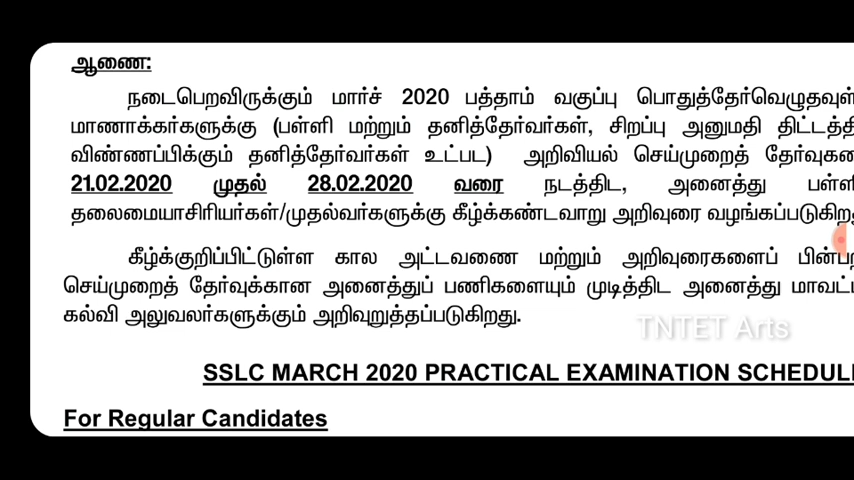 ஆணை:
நடைபெறவிருக்கும் மார்ச் 2020 பத்தாம் வகுப்பு பொதுத்தேர்வெழுதவுள்
மாணாக்கர்களுக்கு (பள்ளி மற்றும் தனித்தேர்வர்கள், சிறப்பு அனுமதி திட்டத்தி
விண்ணப்பிக்கும் தனித்தேர்வர்கள் உட்பட) அறிவியல் செய்முறைத் தேர்வுகளை
21.02.2020 முதல் 28.02.2020 வரை நடத்திட, அனைத்து பள்ளி
தலைமையாசிரியர்கள்/முதல்வர்களுக்கு கீழ்க்கண்டவாறு அறிவுரை வழங்கப்படுகிற
கீழ்க்குறிப்பிட்டுள்ள கால அட்டவணை மற்றும் அறிவுரைகளைப் பின்பற
செய்முறைத் தேர்வுக்கான அனைத்துப் பணிகளையும் முடித்திட அனைத்து மாவட்ட
கல்வி அலுவலர்களுக்கும் அறிவுறுத்தப்படுகிறது.
TNTET Arts
SSLC MARCH 2020 PRACTICAL EXAMINATION SCHEDUL
For Regular Candidates